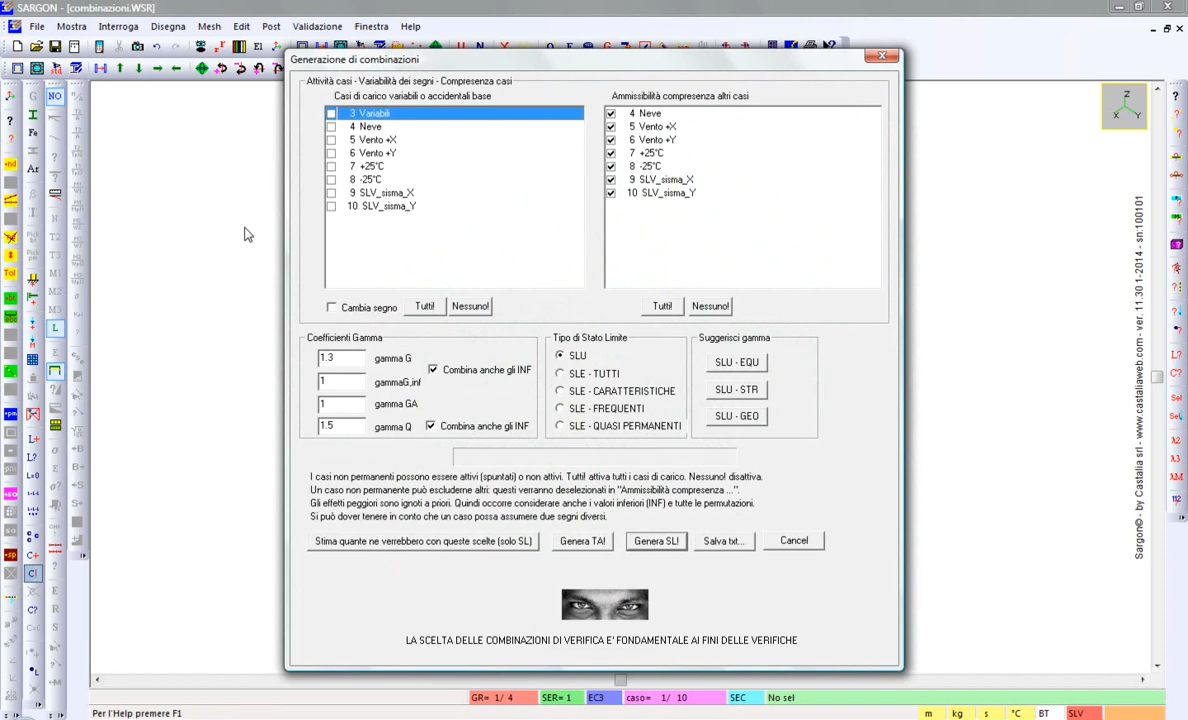 SARGON - [combinazioni.WSR]
File Mostra Interroga Disegna Mesh Edit Post Validazione Finestra Help
Generazione di combinazioni
Attività casi - Variabilità dei segni - Compresenza casi
Casi di carico variabili o accidentali base
Ammissibilità compresenza altri casi
3 Variabili
4 Neve
5 Vento +X
6 Vento +Y
7 +25°C
8 -25°C
9 SLV_sisma_X
10 SLV_sisma_Y
4 Neve
5 Vento +X
6 Vento +Y
7 +25°C
8 -25°C
9 SLV_sisma_X
10 SLV_sisma_Y
Cambia segno
Tutti!
Nessuno!
Tutti!
Nessuno!
Coefficienti Gamma
1.3 gamma G
Combina anche gli INF
1 gammaG,inf
1 gamma GA
1.5 gamma Q
Combina anche gli INF
Tipo di Stato Limite
SLU
SLE - TUTTI
SLE - CARATTERISTICHE
SLE - FREQUENTI
SLE - QUASI PERMANENTI
Suggerisci gamma
SLU - EQU
SLU - STR
SLU - GEO
I casi non permanenti possono essere attivi (spuntati) o non attivi. Tutti! attiva tutti i casi di carico. Nessuno! disattiva.
Un caso non permanente può escluderne altri: questi verranno deselezionati in "Ammissibilità compresenza ...".
Gli effetti peggiori sono ignoti a priori. Quindi occorre considerare anche i valori inferiori (INF) e tutte le permutazioni.
Si può dover tenere in conto che un caso possa assumere due segni diversi.
Stima quante ne verrebbero con queste scelte (solo SL)
Genera TA!
Genera SL!
Salva txt...
Cancel
LA SCELTA DELLE COMBINAZIONI DI VERIFICA E' FONDAMENTALE AI FINI DELLE VERIFICHE
Z
X Y
Sargon© - by Castalia srl - www.castaliaweb.com - ver. 11.30 1-2014 - sn:100101
GR= 1/ 4 SER= 1 EC3 caso= 1/ 10 SEC No sel
Per l'Help premere F1
m kg s °C BT SLV